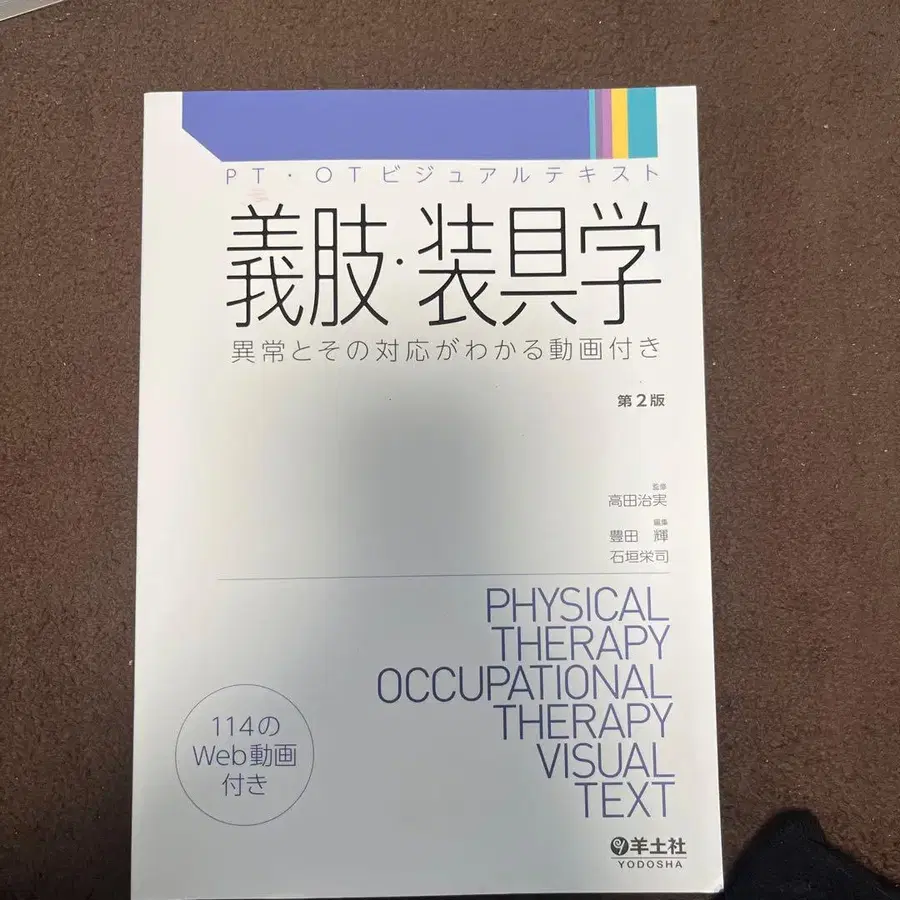 PT・OTビジュアルテキスト
義肢・装具学
異常とその対応がわかる動画付き
第2版
監修
高田治実
編集
豊田 輝
石垣栄司
PHYSICAL
THERAPY
OCCUPATIONAL
THERAPY
VISUAL
TEXT
114の
Web動画
付き
羊土社
YODOSHA